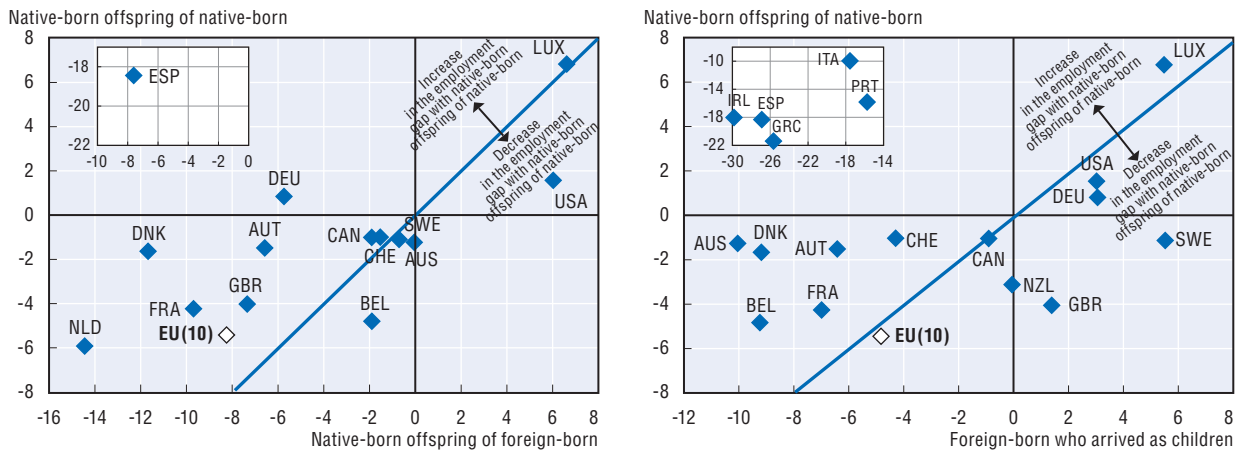 Native-born offspring of native-born
8
6
4
2
0
-2
-4
-6
-8
-16
-14
-12
-10
-8
-6
-4
-2
0
2
4
6
8
Native-born offspring of foreign-born
-18
-20
-22
-10
-8
-6
-4
-2
0
ESP
LUX
Increase
in the employment
gap with native-born
offspring of native-born
Decrease
in the employment
gap with native-born
offspring of native-born
USA
DEU
DNK
AUT
CAN
CHE
SWE
AUS
GBR
FRA
BEL
EU(10)
NLD
Native-born offspring of native-born
8
6
4
2
0
-2
-4
-6
-8
-12
-10
-8
-6
-4
-2
0
2
4
6
8
Foreign-born who arrived as children
-10
-14
-18
-22
-30
-26
-22
-18
-14
ITA
PRT
IRL
ESP
GRC
LUX
Increase
in the employment
gap with native-born
offspring of native-born
Decrease
in the employment
gap with native-born
offspring of native-born
USA
DEU
AUS
DNK
AUT
CHE
CAN
SWE
NZL
GBR
FRA
BEL
EU(10)